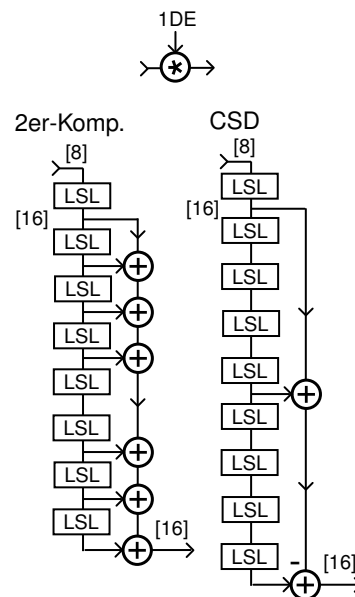 1DE
*
2er-Komp. CSD
[8] [8]
LSL LSL
[16] [16]
LSL LSL
+
LSL LSL
+
LSL LSL
+
LSL LSL
+
LSL LSL
+
LSL LSL
+
LSL LSL
+ [16]
LSL
- + [16]